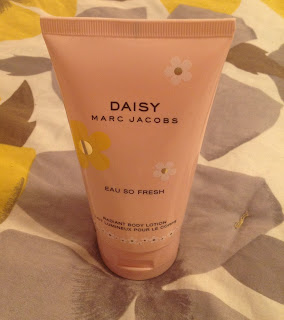 DAISY
MARC JACOBS
EAU SO FRESH
RADIANT BODY LOTION
LUMINEUX POUR LE CORPS